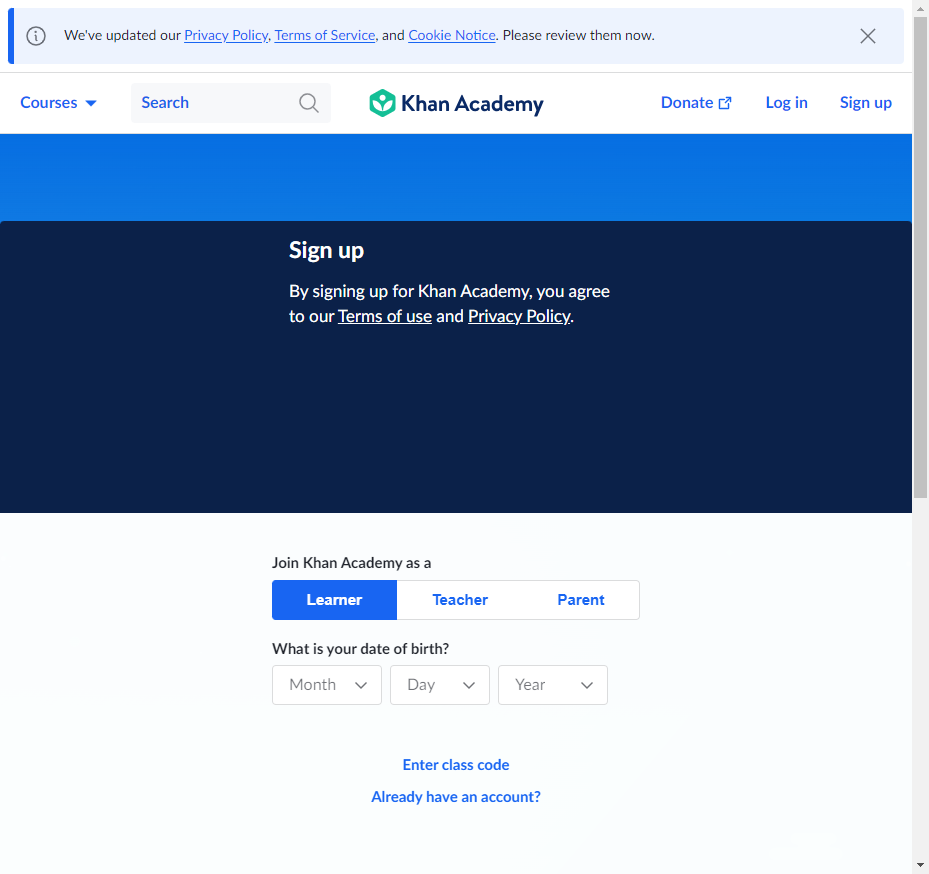 We've updated our Privacy Policy, Terms of Service, and Cookie Notice. Please review them now.
Courses Search Khan Academy Donate Log in Sign up
Sign up
By signing up for Khan Academy, you agree
to our Terms of use and Privacy Policy.
Join Khan Academy as a
Learner Teacher Parent
What is your date of birth?
Month Day Year
Enter class code
Already have an account?